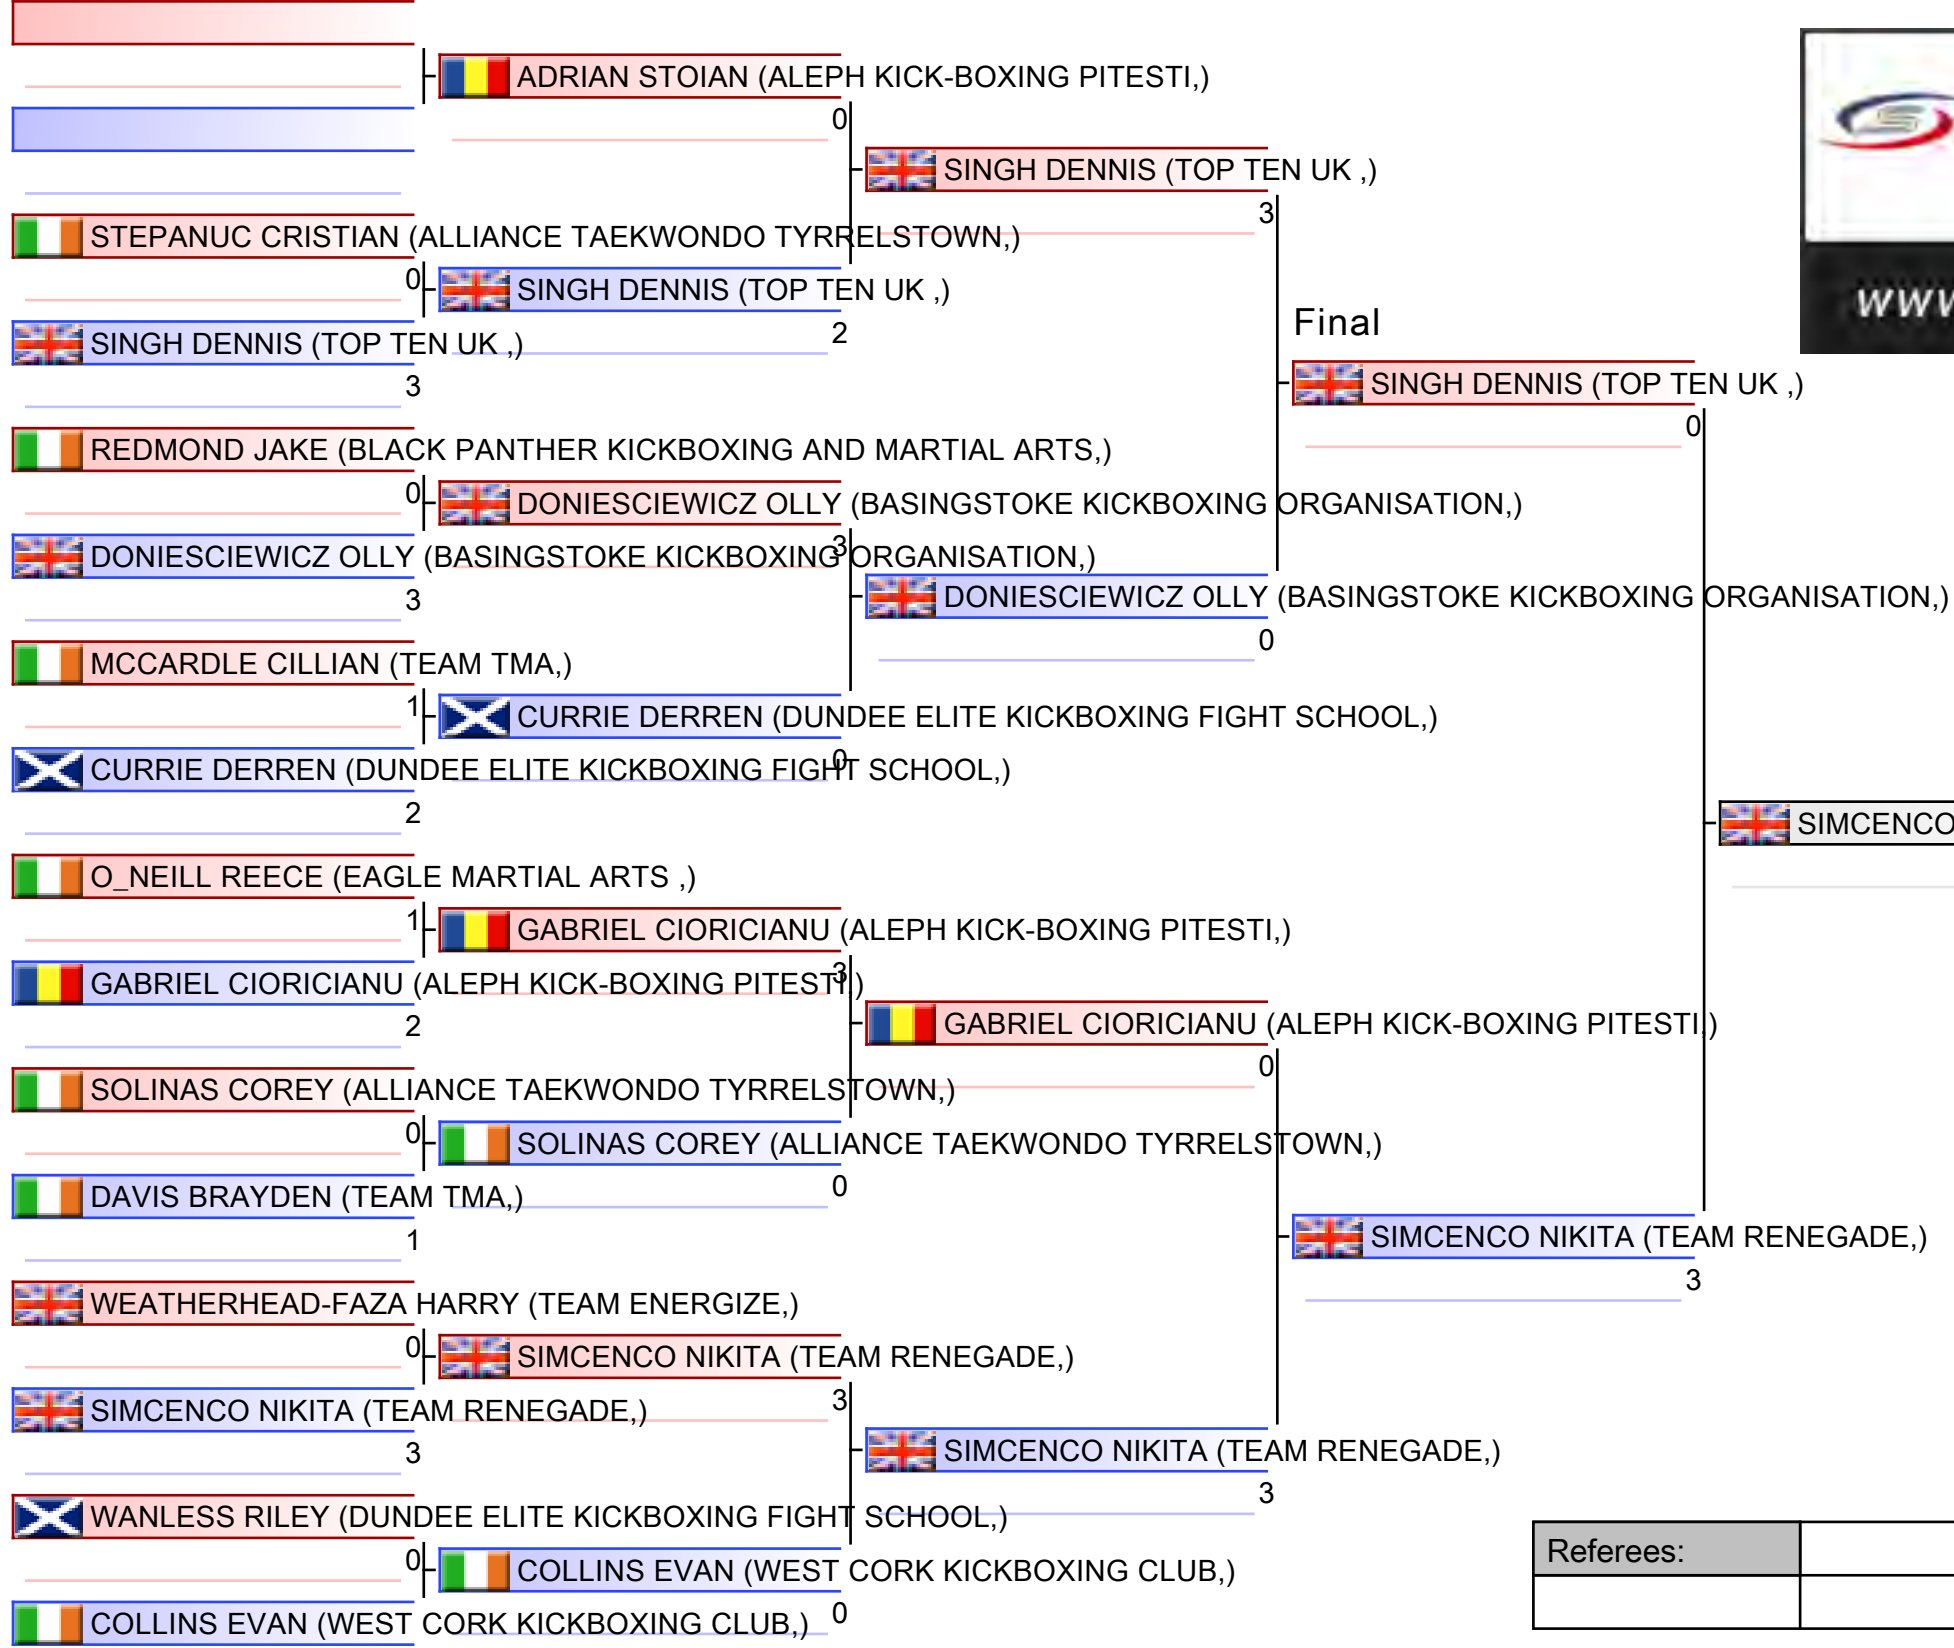 ADRIAN STOIAN (ALEPH KICK-BOXING PITESTI,)
0
SINGH DENNIS (TOP TEN UK ,)
3
STEPANUC CRISTIAN (ALLIANCE TAEKWONDO TYRRELSTOWN,)
0
SINGH DENNIS (TOP TEN UK ,)
2
SINGH DENNIS (TOP TEN UK ,)
3
Final
SINGH DENNIS (TOP TEN UK ,)
0
www
REDMOND JAKE (BLACK PANTHER KICKBOXING AND MARTIAL ARTS,)
0
DONIESCIEWICZ OLLY (BASINGSTOKE KICKBOXING ORGANISATION,)
3
DONIESCIEWICZ OLLY (BASINGSTOKE KICKBOXING ORGANISATION,)
3
DONIESCIEWICZ OLLY (BASINGSTOKE KICKBOXING ORGANISATION,)
0
MCCARDLE CILLIAN (TEAM TMA,)
1
CURRIE DERREN (DUNDEE ELITE KICKBOXING FIGHT SCHOOL,)
0
CURRIE DERREN (DUNDEE ELITE KICKBOXING FIGHT SCHOOL,)
2
SIMCENCO
O_NEILL REECE (EAGLE MARTIAL ARTS ,)
1
GABRIEL CIORICIANU (ALEPH KICK-BOXING PITESTI,)
3
GABRIEL CIORICIANU (ALEPH KICK-BOXING PITESTI,)
2
GABRIEL CIORICIANU (ALEPH KICK-BOXING PITESTI,)
0
SOLINAS COREY (ALLIANCE TAEKWONDO TYRRELSTOWN,)
0
SOLINAS COREY (ALLIANCE TAEKWONDO TYRRELSTOWN,)
0
DAVIS BRAYDEN (TEAM TMA,)
1
SIMCENCO NIKITA (TEAM RENEGADE,)
3
WEATHERHEAD-FAZA HARRY (TEAM ENERGIZE,)
0
SIMCENCO NIKITA (TEAM RENEGADE,)
3
SIMCENCO NIKITA (TEAM RENEGADE,)
3
SIMCENCO NIKITA (TEAM RENEGADE,)
3
WANLESS RILEY (DUNDEE ELITE KICKBOXING FIGHT SCHOOL,)
0
COLLINS EVAN (WEST CORK KICKBOXING CLUB,)
0
COLLINS EVAN (WEST CORK KICKBOXING CLUB,)
Referees: